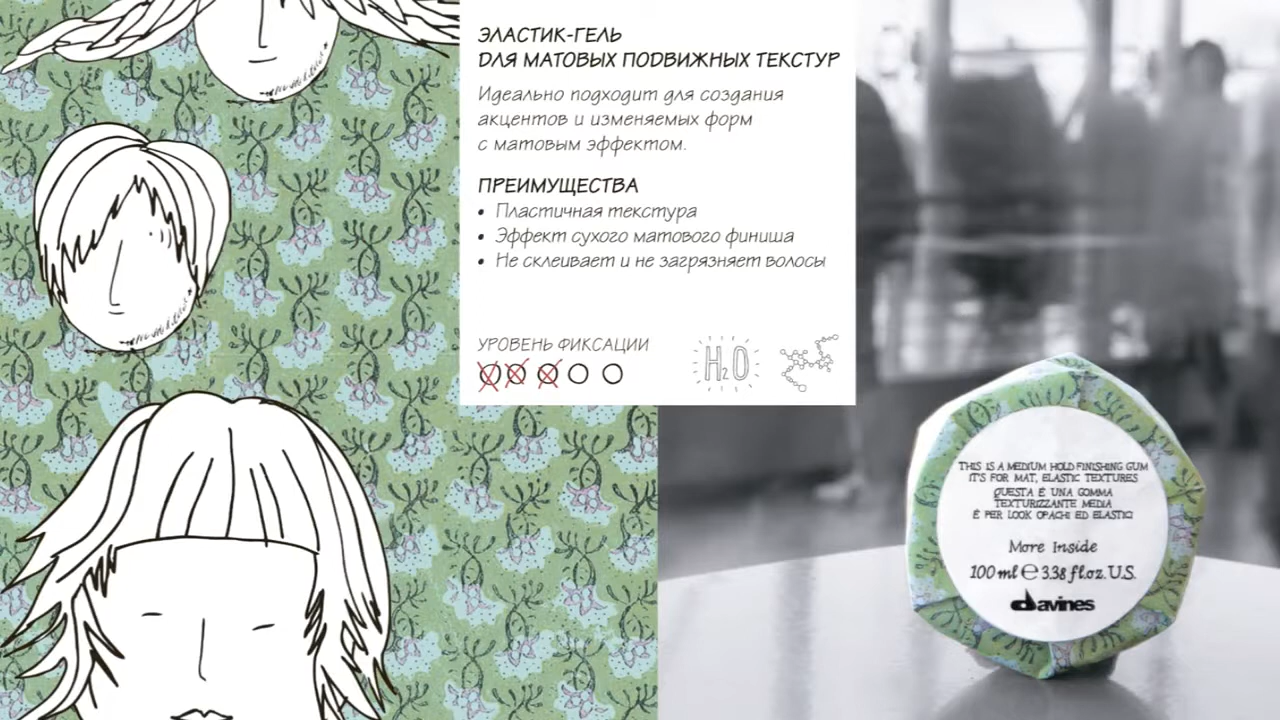 ЭЛАСТИК-ГЕЛЬ
ДЛЯ МАТОВЫХ ПОДВИЖНЫХ ТЕКСТУР
Идеально подходит для создания
акцентов и изменяемых форм
с матовым эффектом.
ПРЕИМУЩЕСТВА
• Пластичная текстура
• Эффект сухого матового финиша
• Не склеивает и не загрязняет волосы
УРОВЕНЬ ФИКСАЦИИ
H2O
THIS IS A MEDIUM HOLD FINISHING GUM
IT'S FOR MAT, ELASTIC TEXTURES
QUESTA È UNA GOMMA
TEXTURIZZANTE MEDIA
È PER LOOK OPACHI ED ELASTICI
More Inside
100 ml ℮ 3.38 fl.oz. U.S.
davines